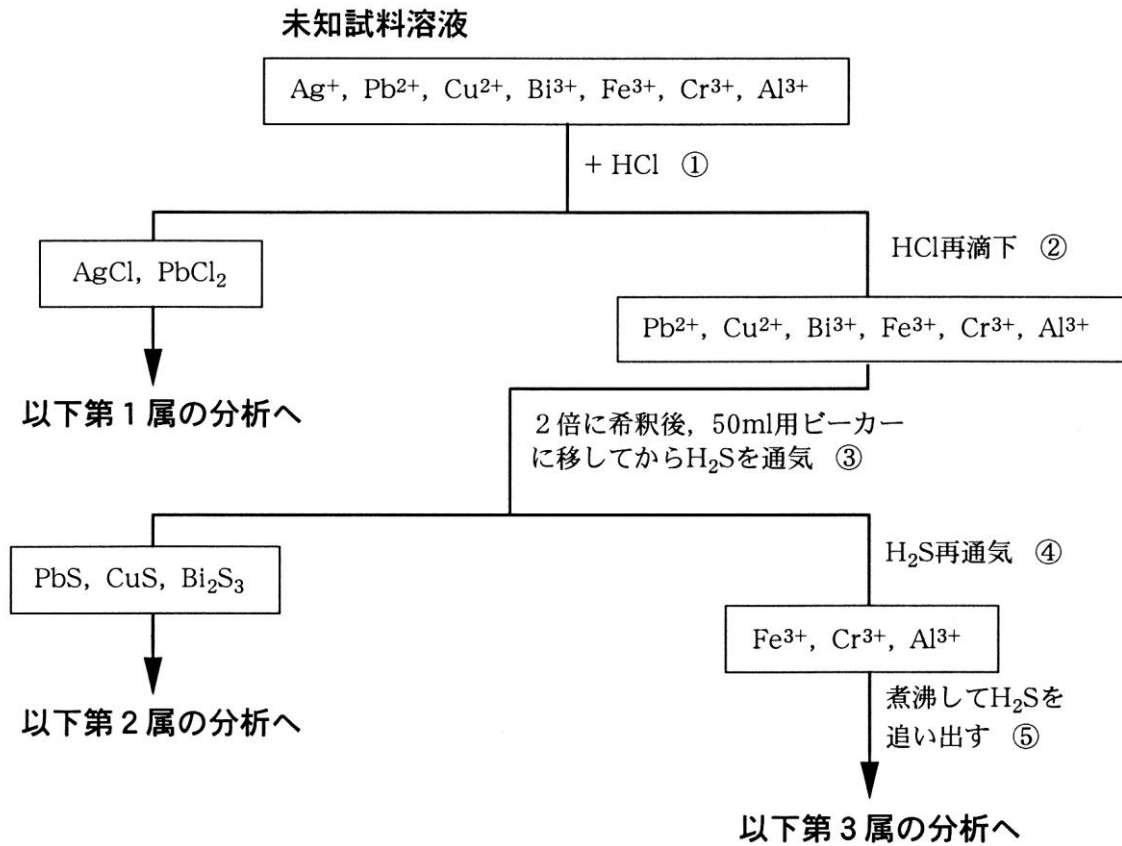 未知試料溶液
Ag⁺, Pb²⁺, Cu²⁺, Bi³⁺, Fe³⁺, Cr³⁺, Al³⁺
+ HCl ①
HCl再滴下 ②
AgCl, PbCl₂
Pb²⁺, Cu²⁺, Bi³⁺, Fe³⁺, Cr³⁺, Al³⁺
以下第1属の分析へ
2倍に希釈後, 50ml用ビーカー
に移してからH₂Sを通気 ③
H₂S再通気 ④
PbS, CuS, Bi₂S₃
Fe³⁺, Cr³⁺, Al³⁺
以下第2属の分析へ
煮沸してH₂Sを
追い出す ⑤
以下第3属の分析へ